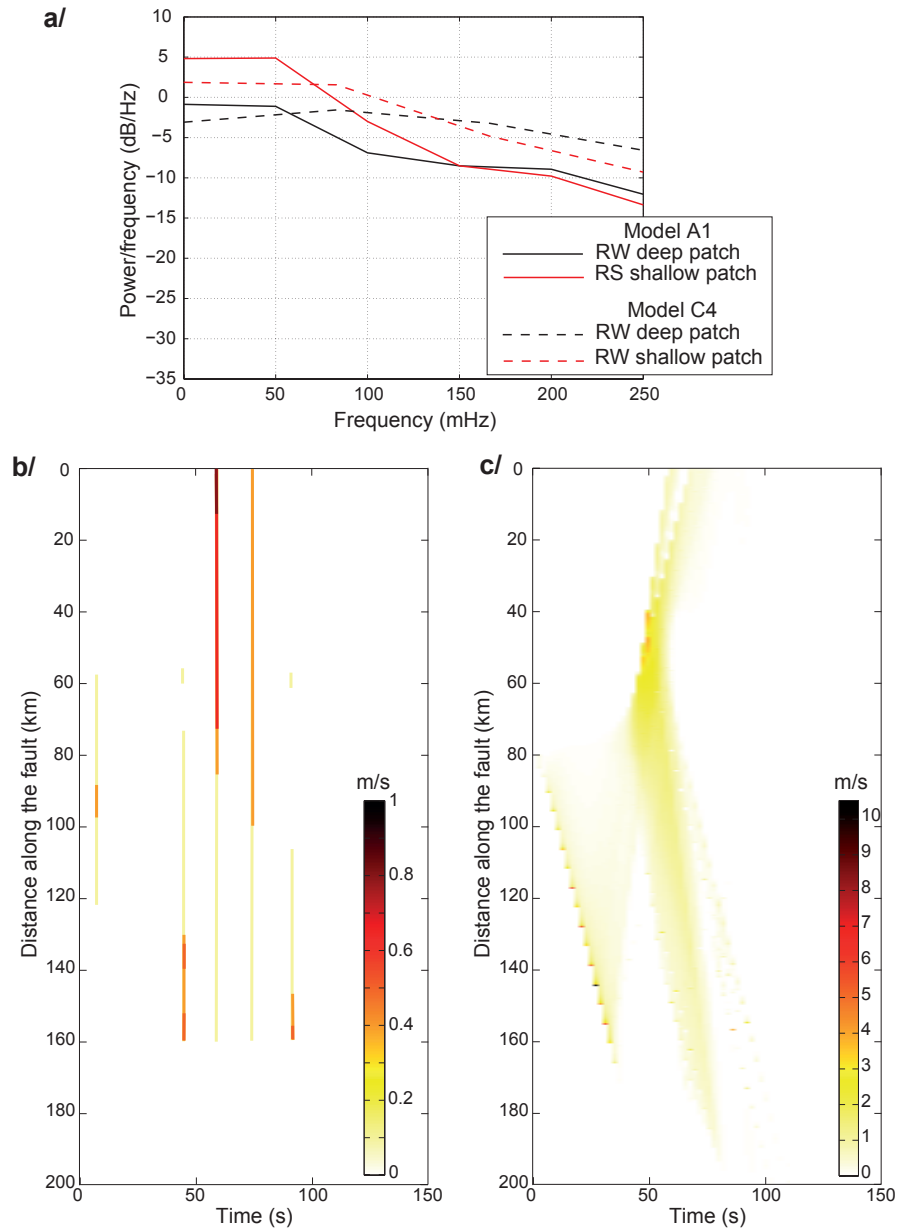 a/
10
5
0
−5
−10
−15
−20
−25
−30
−35
Power/frequency (dB/Hz)
0 50 100 150 200 250
Frequency (mHz)
Model A1
RW deep patch
RS shallow patch
Model C4
RW deep patch
RW shallow patch
b/
0
20
40
60
80
100
120
140
160
180
200
Distance along the fault (km)
0 50 100 150
Time (s)
m/s
1
0.8
0.6
0.4
0.2
0
c/
0
20
40
60
80
100
120
140
160
180
200
Distance along the fault (km)
0 50 100 150
Time (s)
m/s
10
9
8
7
6
5
4
3
2
1
0